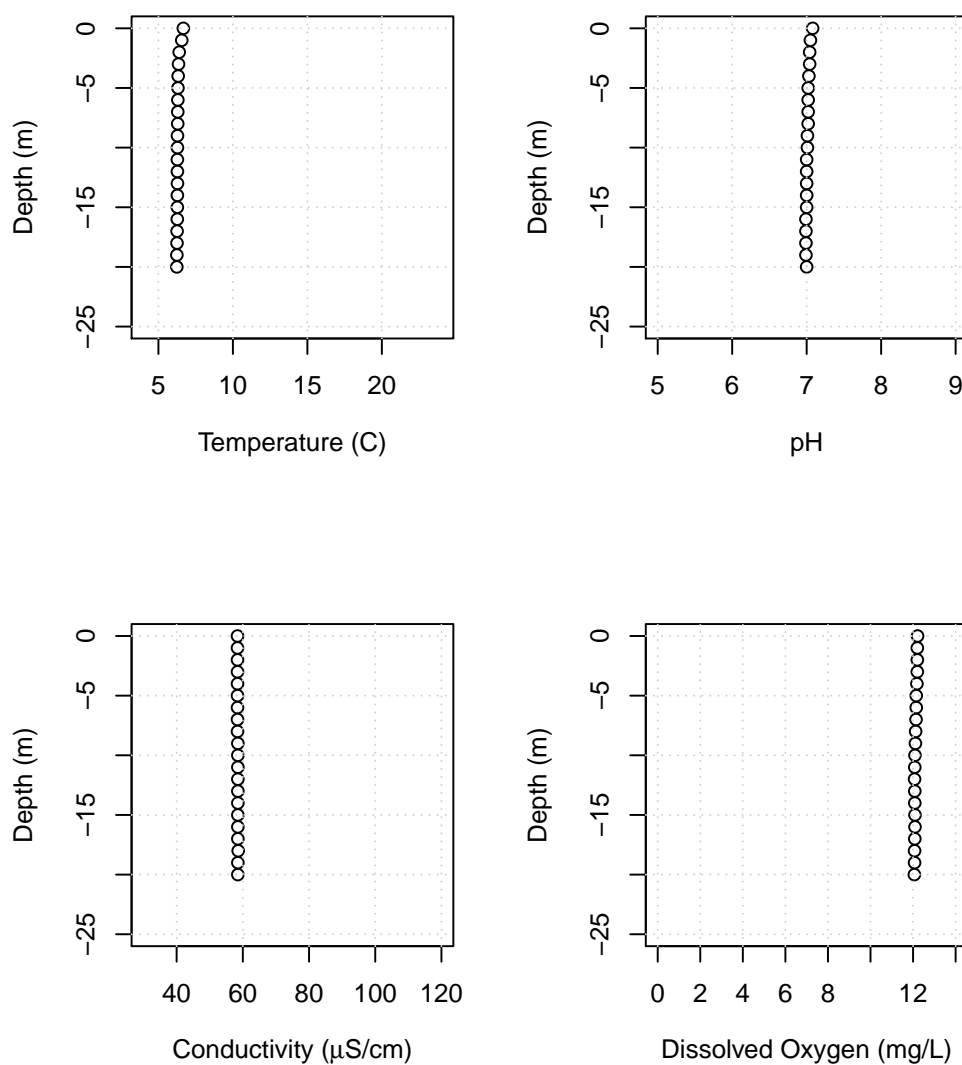 0
−5
−15
−25
Depth (m)
5 10 15 20
Temperature (C)
0
−5
−15
−25
Depth (m)
5 6 7 8 9
pH
0
−5
−15
−25
Depth (m)
40 60 80 100 120
Conductivity (μS/cm)
0
−5
−15
−25
Depth (m)
0 2 4 6 8 12
Dissolved Oxygen (mg/L)